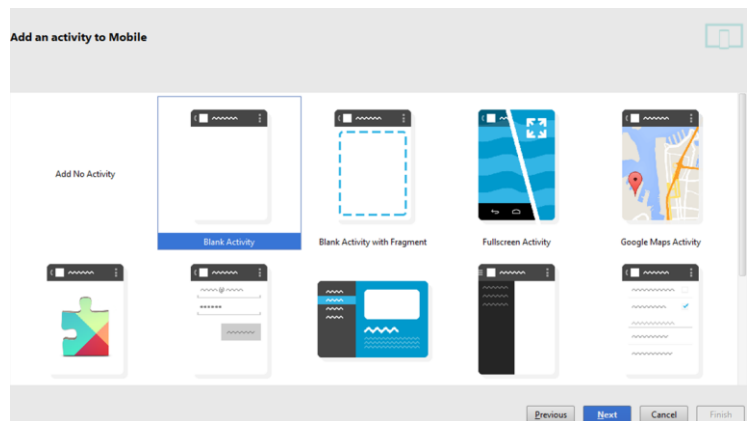 Add an activity to Mobile
Add No Activity
Blank Activity
Blank Activity with Fragment
Fullscreen Activity
Google Maps Activity
Previous
Next
Cancel
Finish